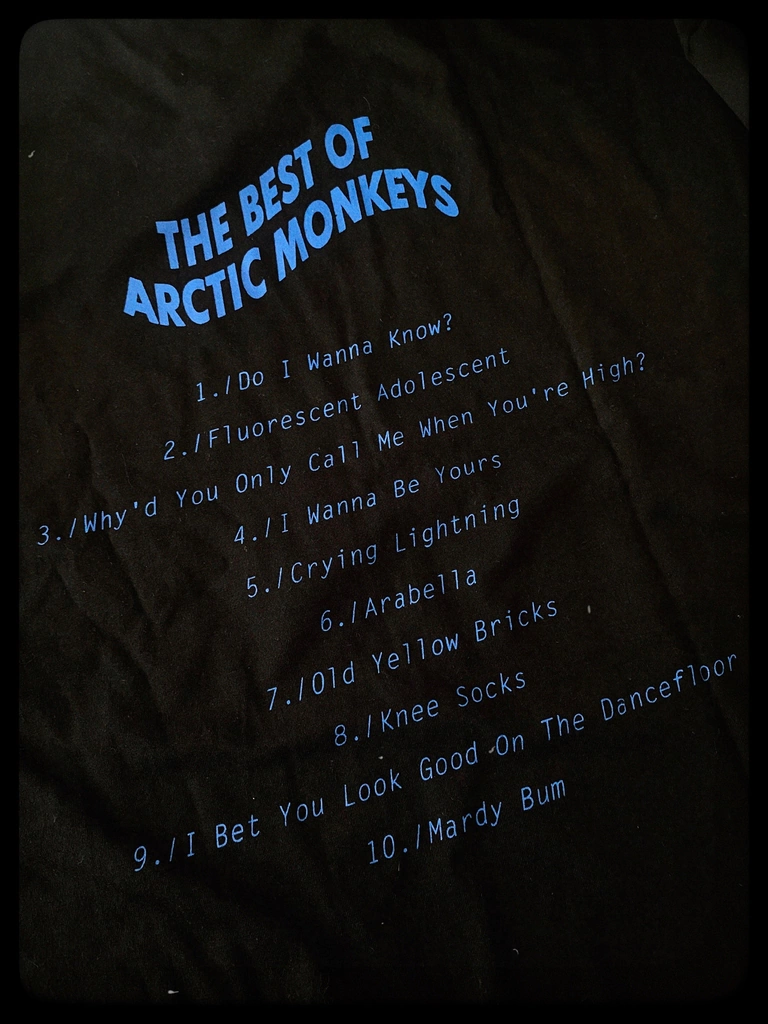 THE BEST OF
ARCTIC MONKEYS
1./Do I Wanna Know?
2./Fluorescent Adolescent
3./Why'd You Only Call Me When You're High?
4./I Wanna Be Yours
5./Crying Lightning
6./Arabella
7./Old Yellow Bricks
8./Knee Socks
9./I Bet You Look Good On The Dancefloor
10./Mardy Bum